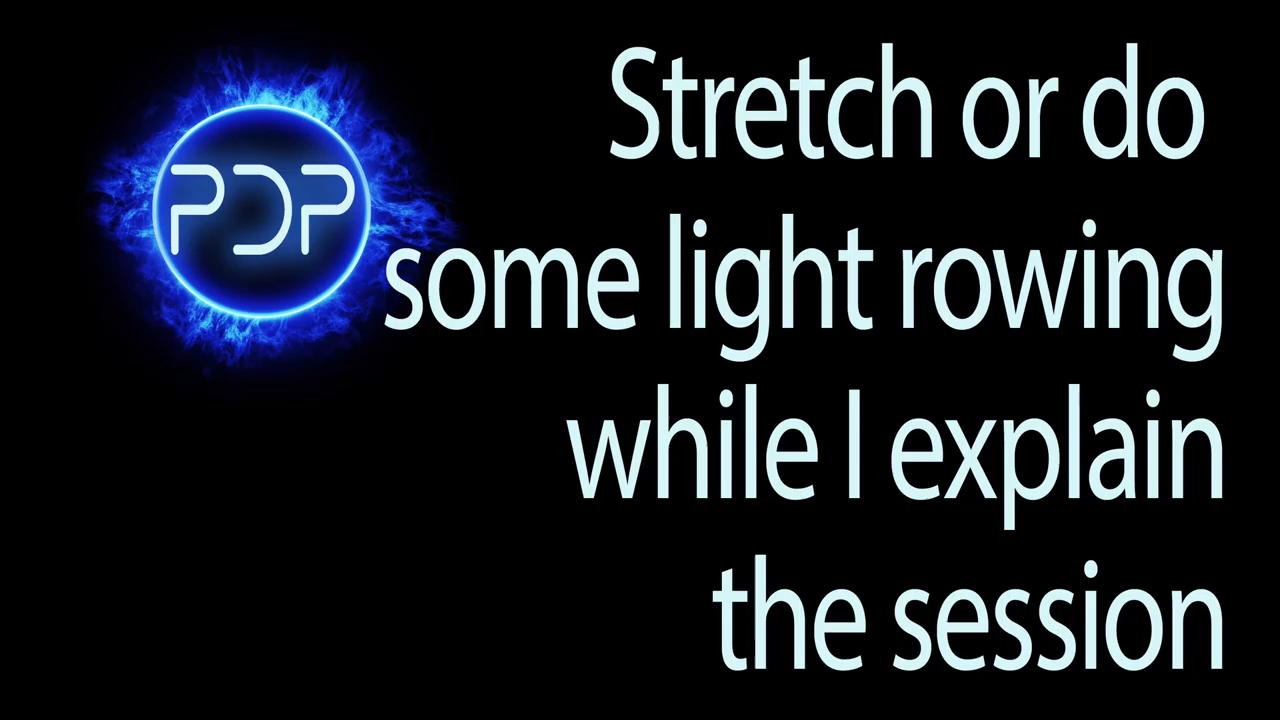 PDP
Stretch or do
some light rowing
while I explain
the session